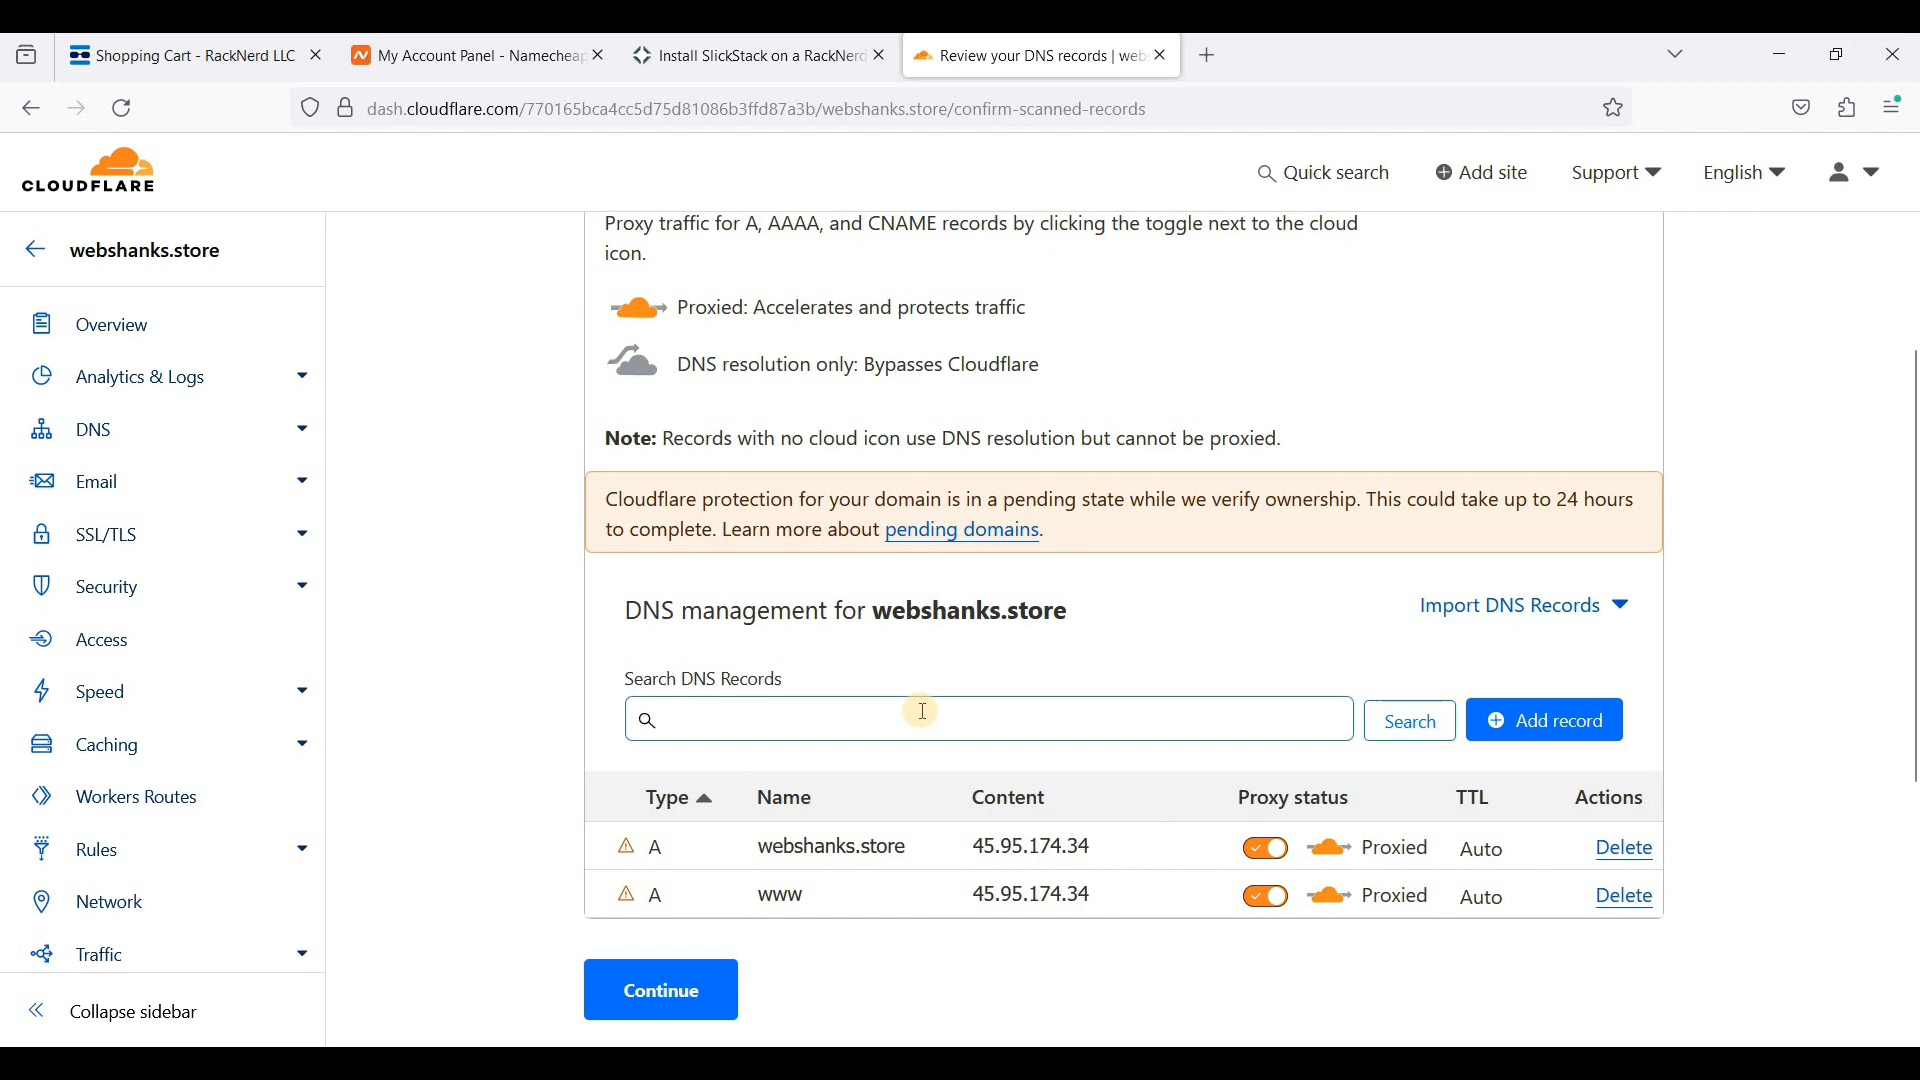 Shopping Cart - RackNerd LLC
My Account Panel - Namecheap
Install SlickStack on a RackNerd
Review your DNS records | web
dash.cloudflare.com/770165bca4cc5d75d81086b3ffd87a3b/webshanks.store/confirm-scanned-records
CLOUDFLARE
Quick search
Add site
Support
English
webshanks.store
Overview
Analytics & Logs
DNS
Email
SSL/TLS
Security
Access
Speed
Caching
Workers Routes
Rules
Network
Traffic
Collapse sidebar
Proxy traffic for A, AAAA, and CNAME records by clicking the toggle next to the cloud
icon.
Proxied: Accelerates and protects traffic
DNS resolution only: Bypasses Cloudflare
Note: Records with no cloud icon use DNS resolution but cannot be proxied.
Cloudflare protection for your domain is in a pending state while we verify ownership. This could take up to 24 hours
to complete. Learn more about pending domains.
DNS management for webshanks.store
Import DNS Records
Search DNS Records
Search
Add record
Type Name Content Proxy status TTL Actions
A webshanks.store 45.95.174.34 Proxied Auto Delete
A www 45.95.174.34 Proxied Auto Delete
Continue